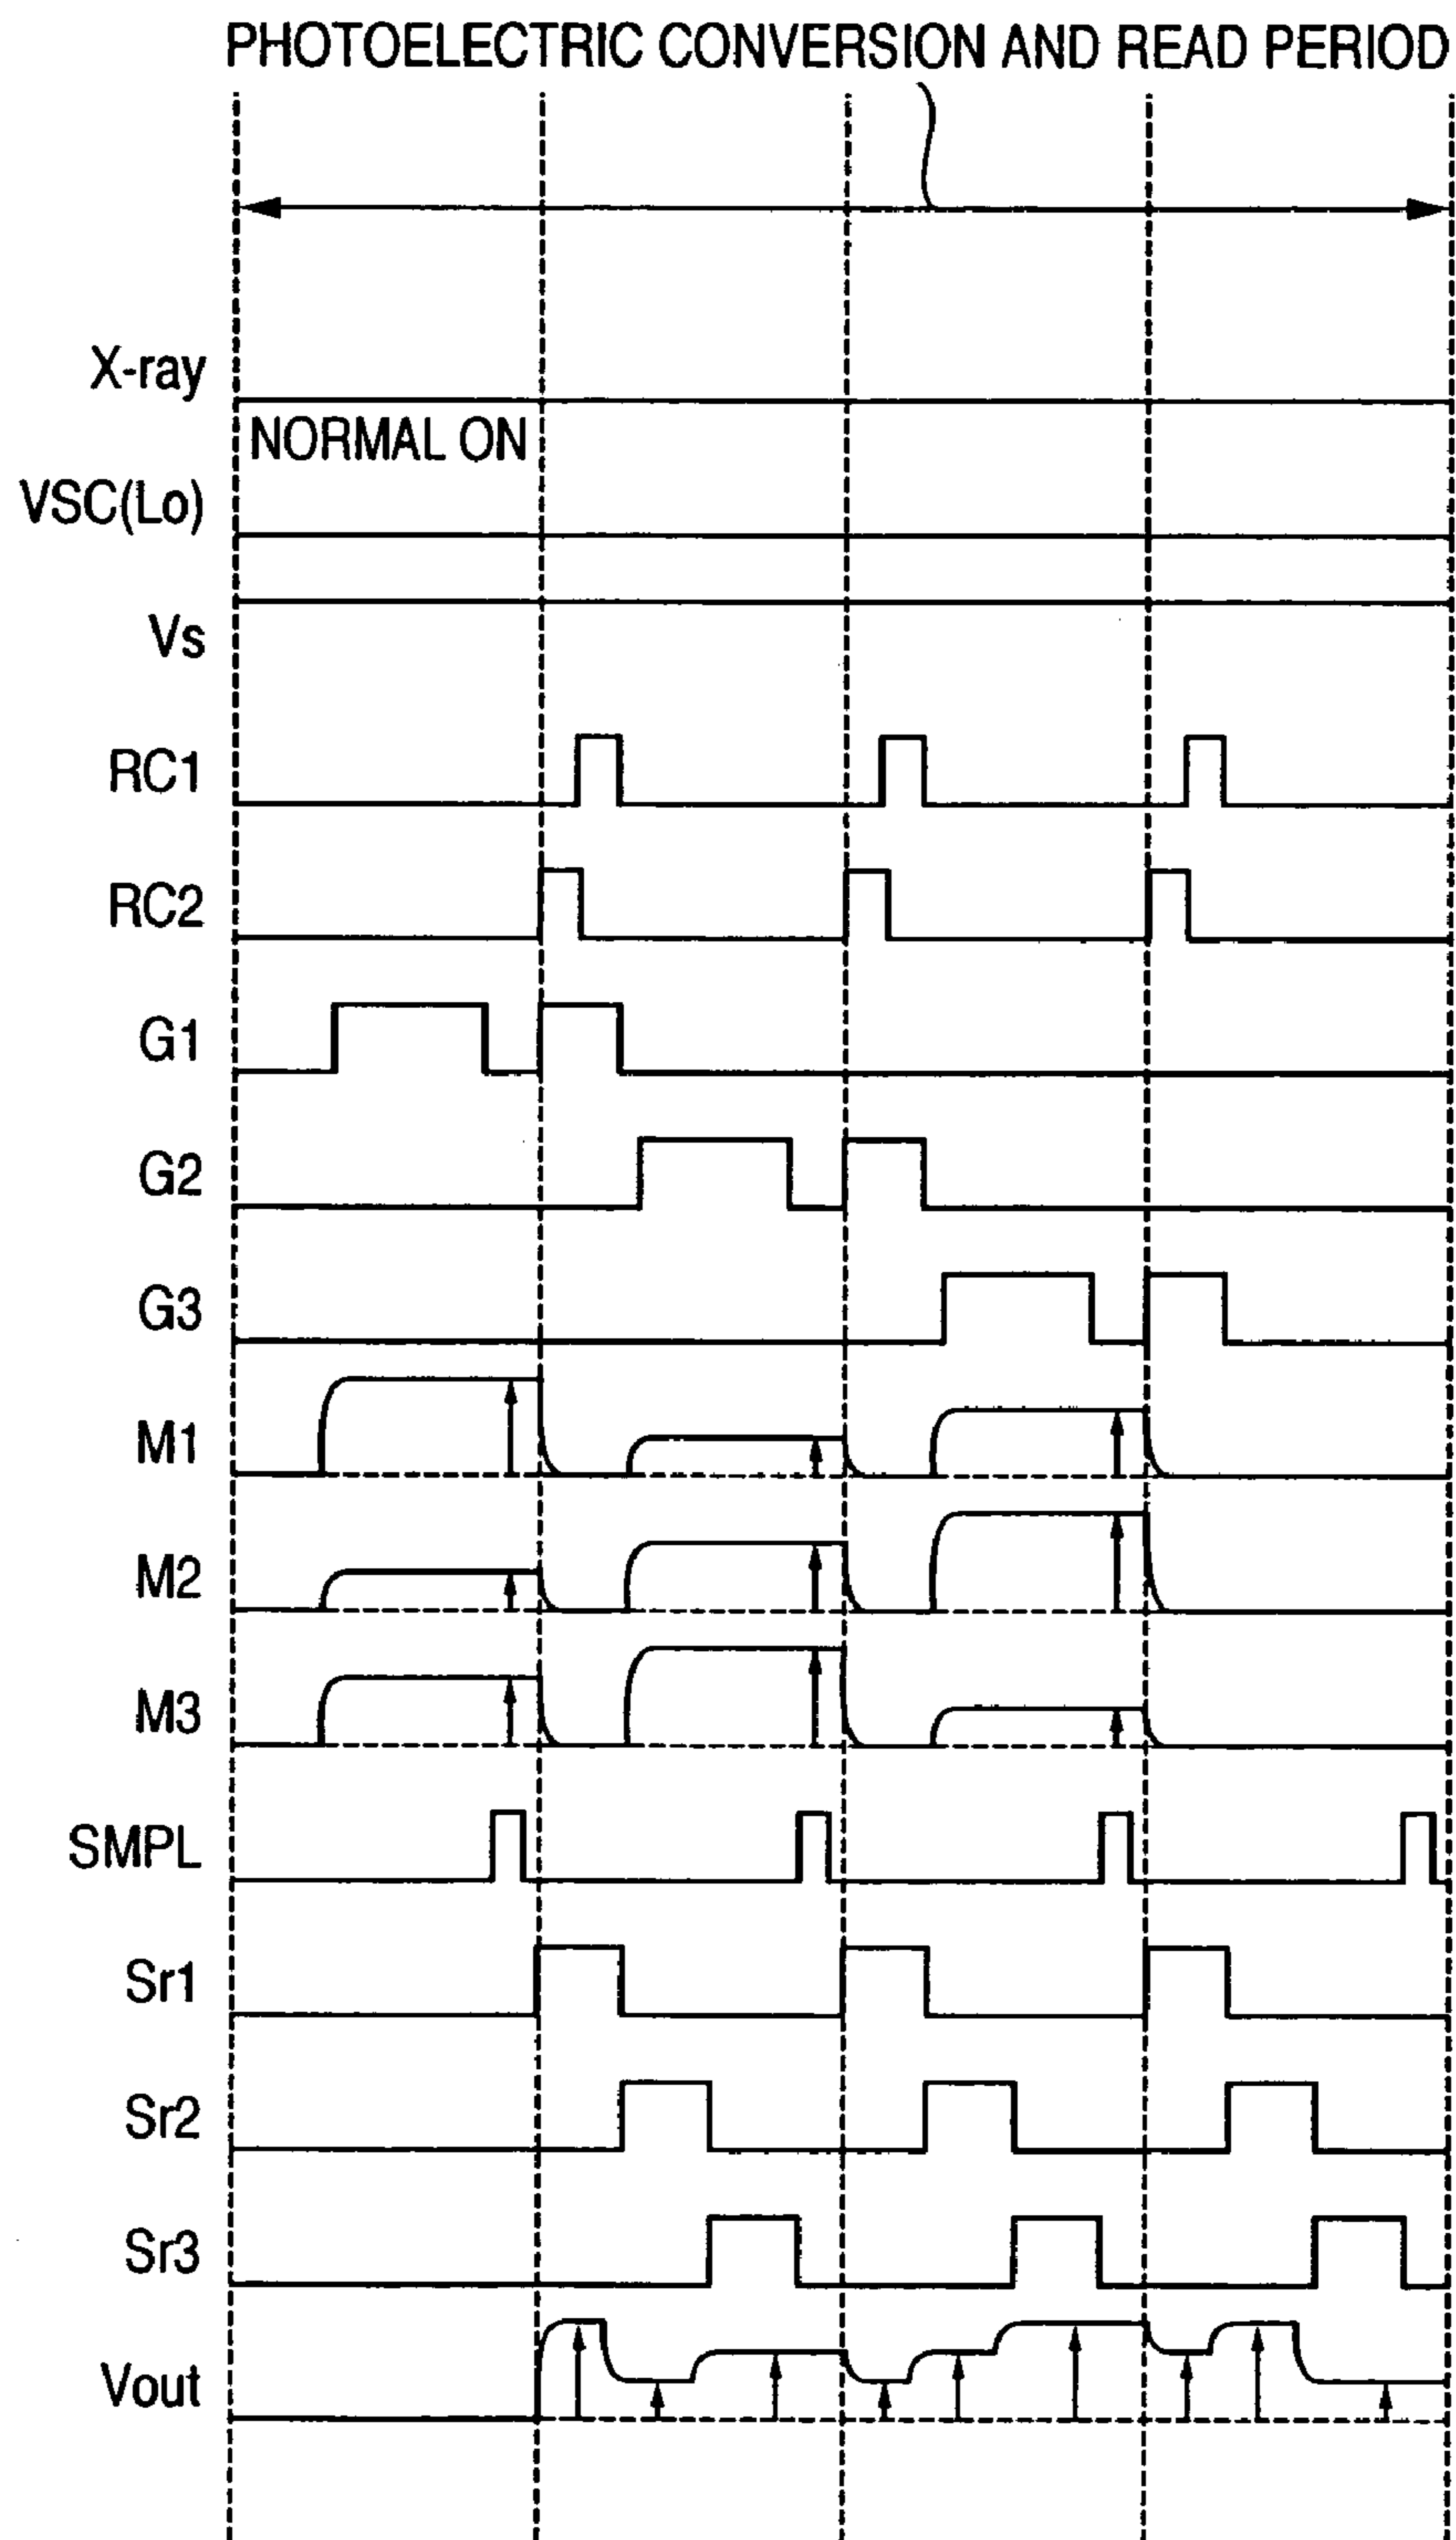 PHOTOELECTRIC CONVERSION AND READ PERIOD
X-ray
NORMAL ON
VSC(Lo)
Vs
RC1
RC2
G1
G2
G3
M1
M2
M3
SMPL
Sr1
Sr2
Sr3
Vout